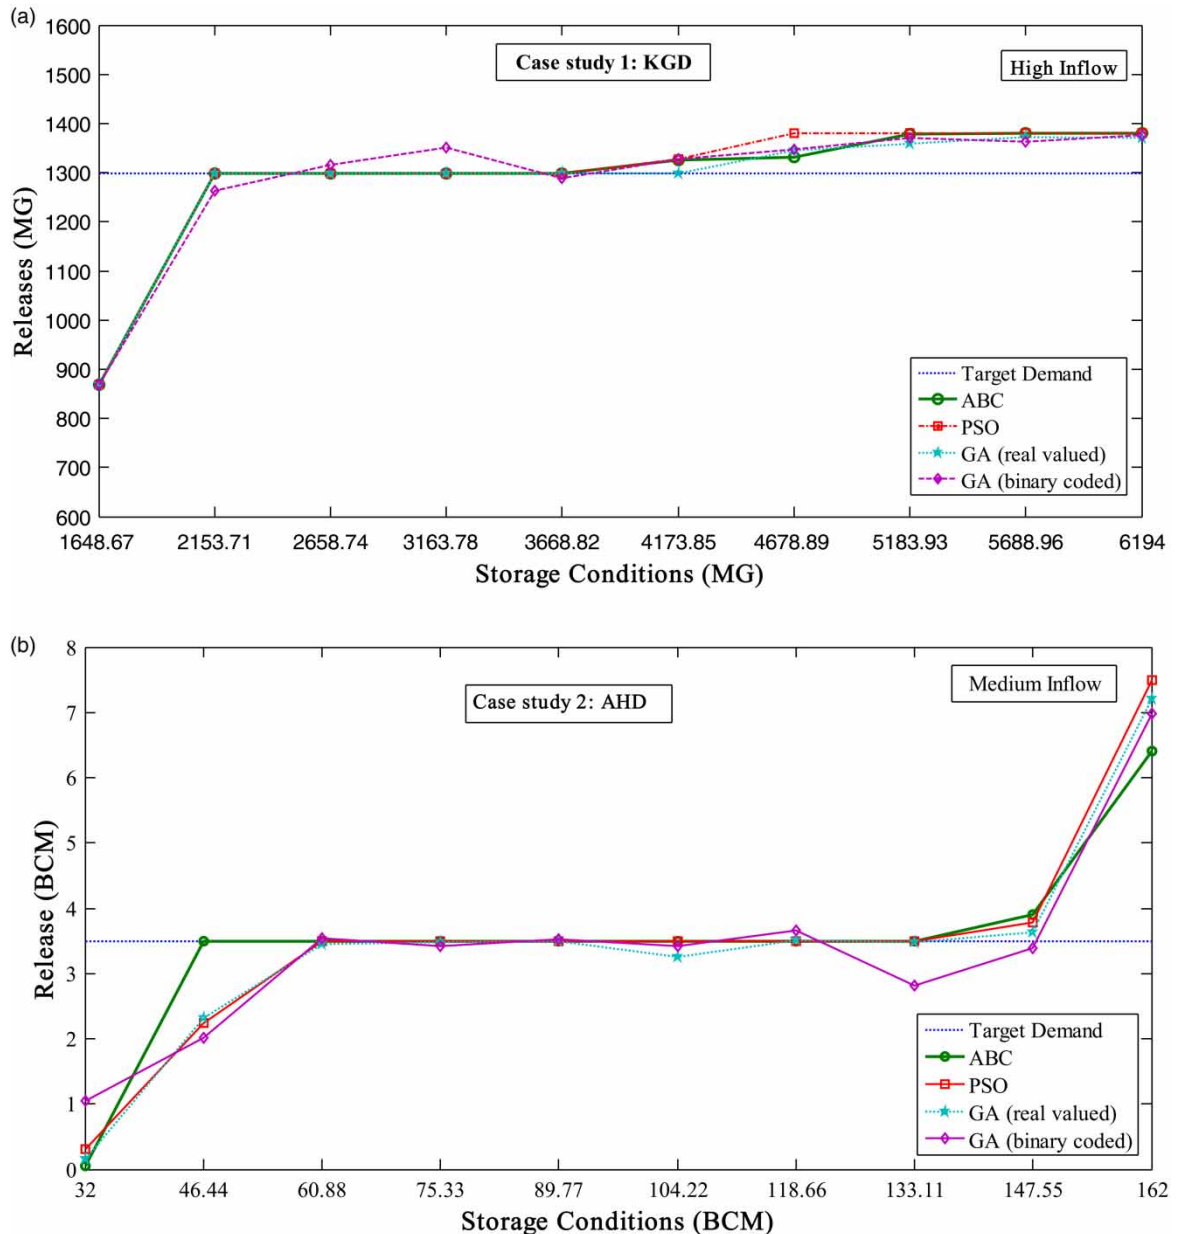 (a)
1600
1500
1400
1300
1200
1100
1000
900
800
700
600
Releases (MG)
Case study 1: KGD
High Inflow
Target Demand
ABC
PSO
GA (real valued)
GA (binary coded)
1648.67 2153.71 2658.74 3163.78 3668.82 4173.85 4678.89 5183.93 5688.96 6194
Storage Conditions (MG)
(b)
8
7
6
5
4
3
2
1
0
Release (BCM)
Case study 2: AHD
Medium Inflow
Target Demand
ABC
PSO
GA (real valued)
GA (binary coded)
32 46.44 60.88 75.33 89.77 104.22 118.66 133.11 147.55 162
Storage Conditions (BCM)